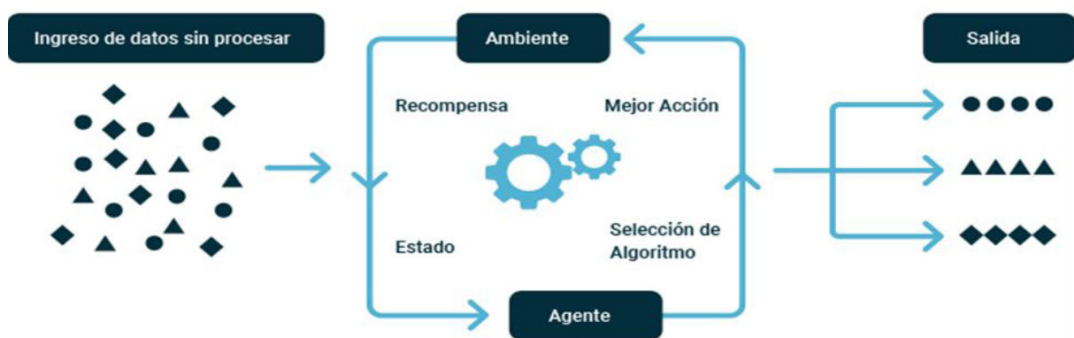 Ingreso de datos sin procesar
Ambiente
Salida
Recompensa
Mejor Acción
Estado
Selección de
Algoritmo
Agente